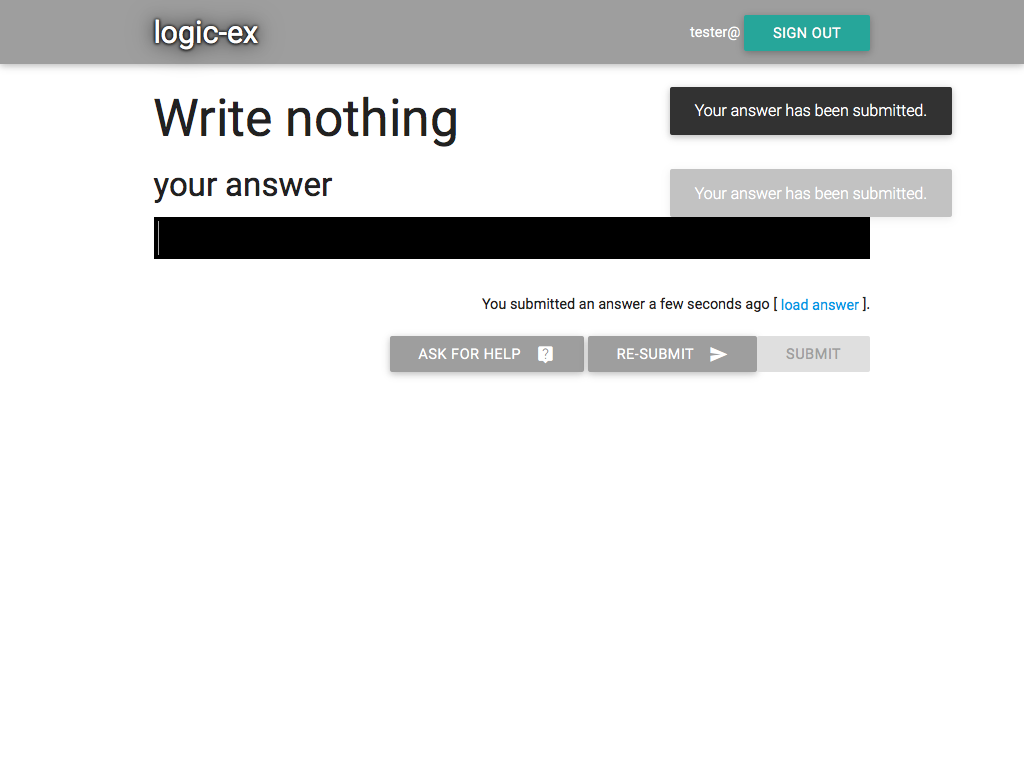 logic-ex
tester@ SIGN OUT
Write nothing
Your answer has been submitted.
your answer
Your answer has been submitted.
You submitted an answer a few seconds ago [ load answer ].
ASK FOR HELP ? RE-SUBMIT SUBMIT